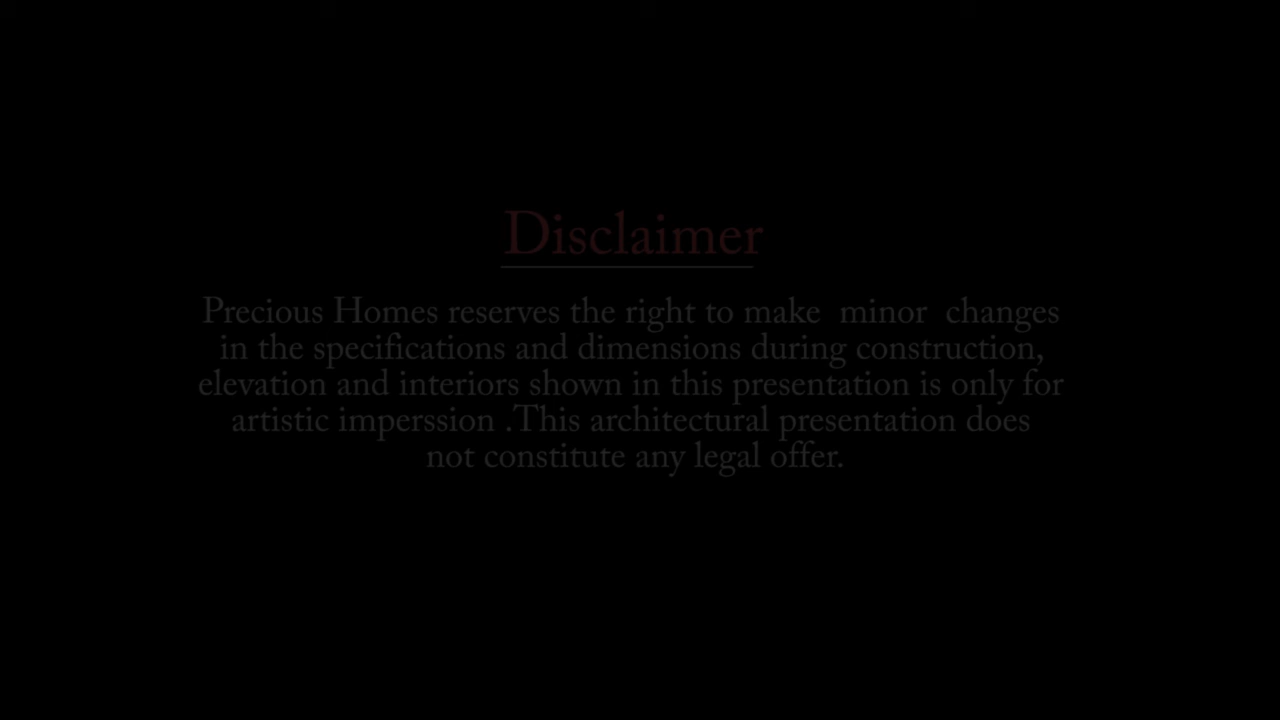 Disclaimer
Precious Homes reserves the right to make  minor  changes
in the specifications and dimensions during construction,
elevation and interiors shown in this presentation is only for
artistic imperssion .This architectural presentation does
not constitute any legal offer.